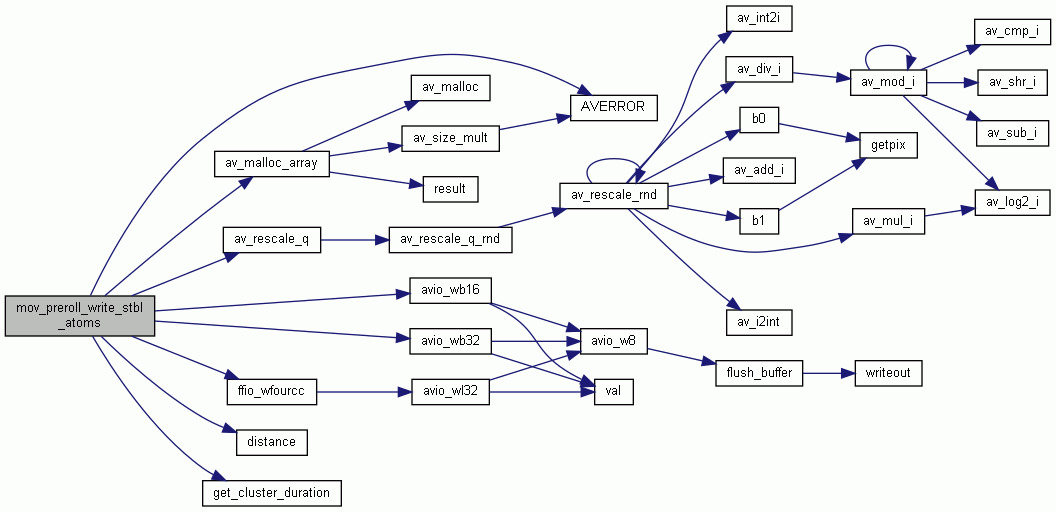 mov_preroll_write_stbl
_atoms
av_malloc_array
av_rescale_q
ffio_wfourcc
distance
get_cluster_duration
av_malloc
av_size_mult
result
av_rescale_q_rnd
avio_wb16
avio_wb32
avio_wl32
AVERROR
av_rescale_rnd
avio_w8
val
av_int2i
av_div_i
b0
av_add_i
b1
av_i2int
flush_buffer
av_mod_i
getpix
av_mul_i
writeout
av_cmp_i
av_shr_i
av_sub_i
av_log2_i